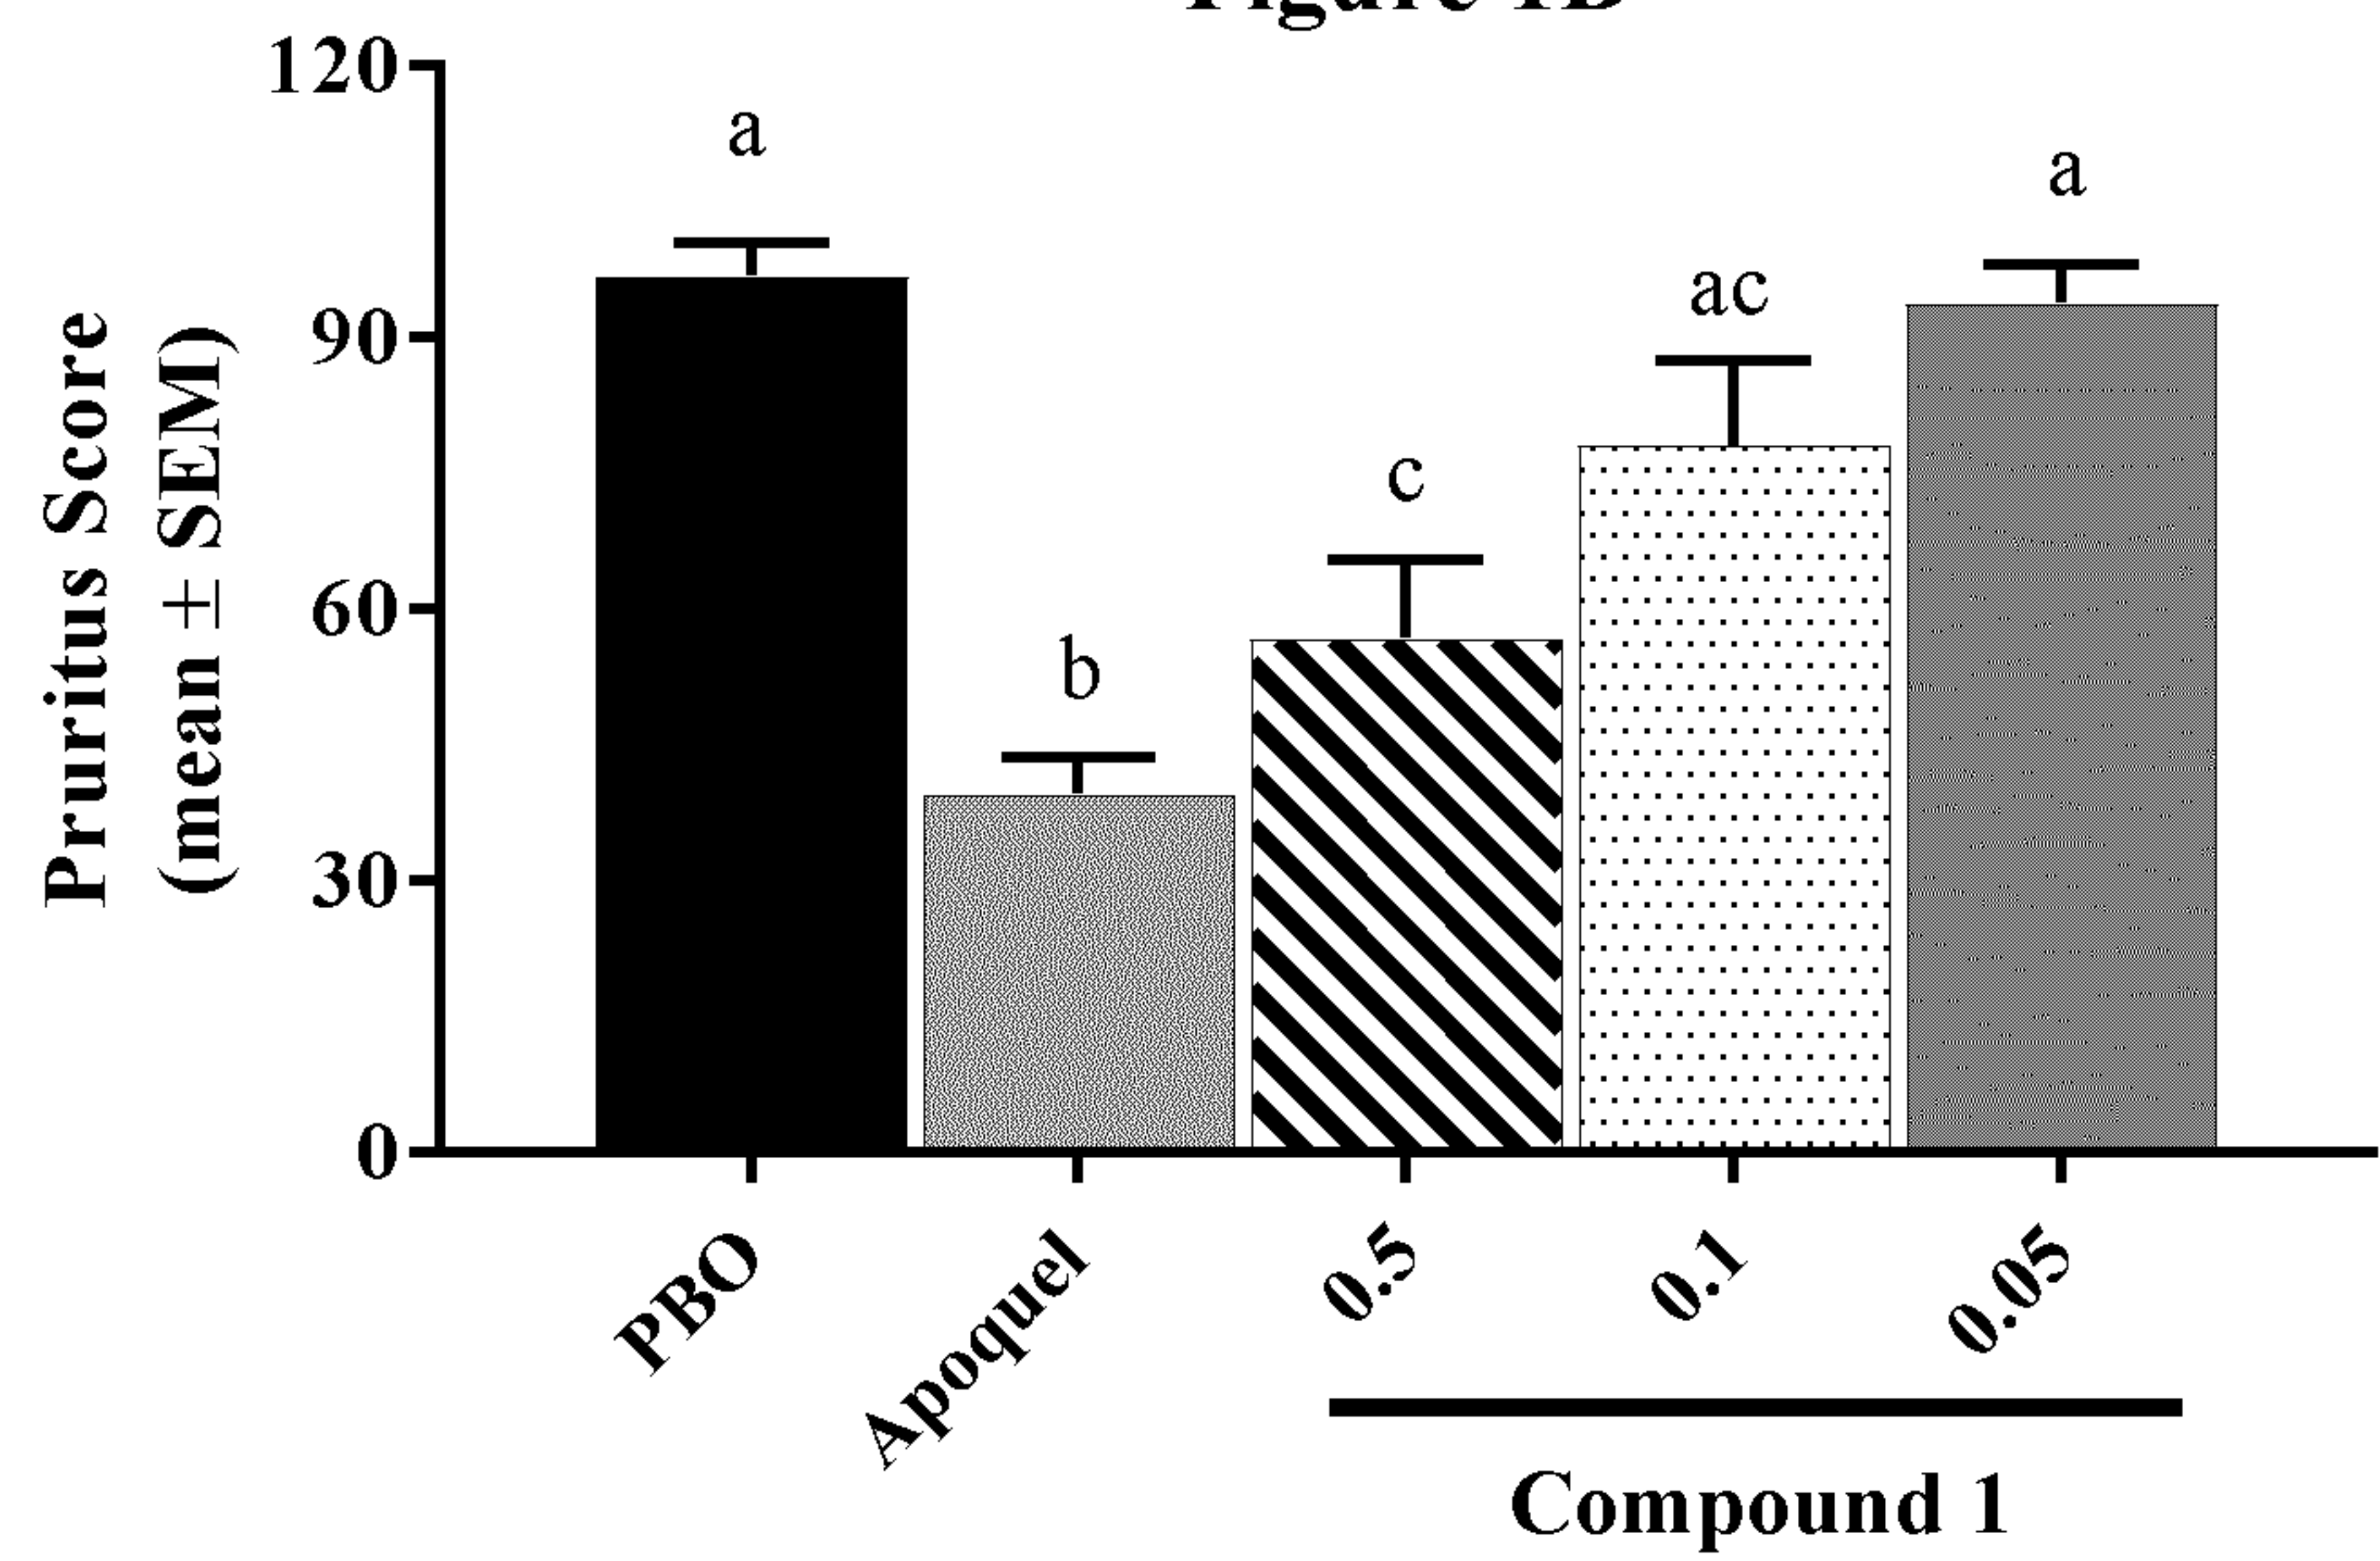 120
a
a
90
ac
c
60
b
30
0
Pruritus Score
(mean ± SEM)
PBO
Apoquel
0.5
0.1
0.05
Compound 1